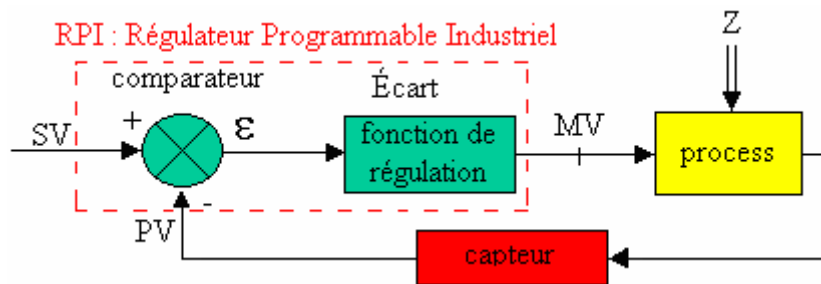 RPI : Régulateur Programmable Industriel
Z
comparateur
Écart
SV
+
ε
fonction de
régulation
MV
process
-
PV
capteur